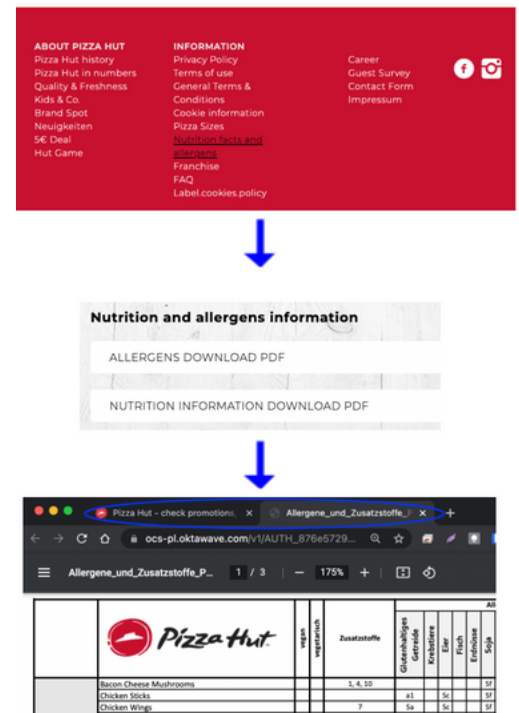 ABOUT PIZZA HUT
Pizza Hut history
Pizza Hut in numbers
Quality & Freshness
Kids & Co.
Brand Spot
Neuigkeiten
5€ Deal
Hut Game
INFORMATION
Privacy Policy
Terms of use
General Terms &
Conditions
Cookie information
Pizza Sizes
Nutrition facts and
allergens
Franchise
FAQ
Label.cookies.policy
Career
Guest Survey
Contact Form
Impressum
Nutrition and allergens information
ALLERGENS DOWNLOAD PDF
NUTRITION INFORMATION DOWNLOAD PDF
Pizza Hut - check promotions, × Allergene_und_Zusatzstoffe_P × +
ocs-pl.oktawave.com/v1/AUTH_876e5729...
Allergene_und_Zusatzstoffe_P... 1 / 3 | − 175% +
All
Pizza Hut
vegan
vegetarisch
Zusatzstoffe
Glutenhaltiges
Getreide
Krebstiere
Eier
Fisch
Erdnüsse
Soja
Bacon Cheese Mushrooms 1, 4, 10 Sf
Chicken Sticks a1 Sc Sf
Chicken Wings 7 Sa Sc Sf